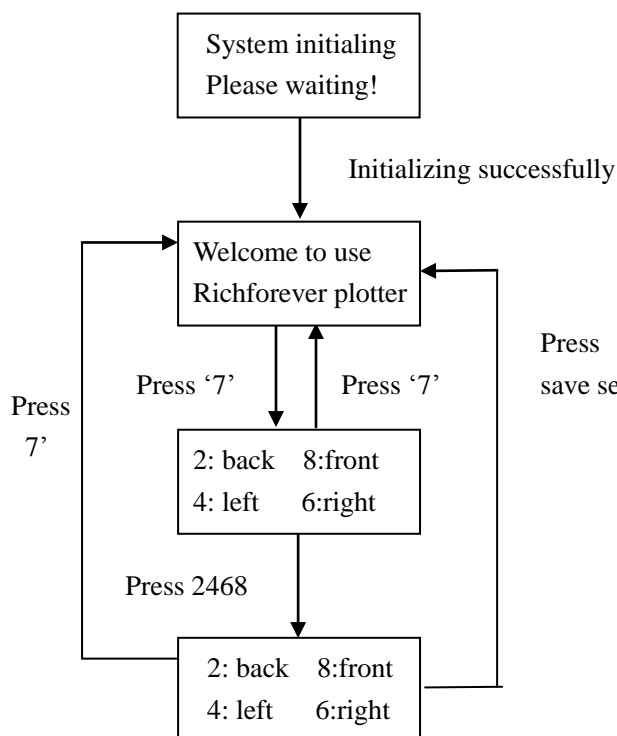 System initialing
Please waiting!
Initializing successfully
Welcome to use
Richforever plotter
Press ‘7’
Press ‘7’
Press
7’
Press
save
2: back 8:front
4: left 6:right
Press 2468
2: back 8:front
4: left 6:right